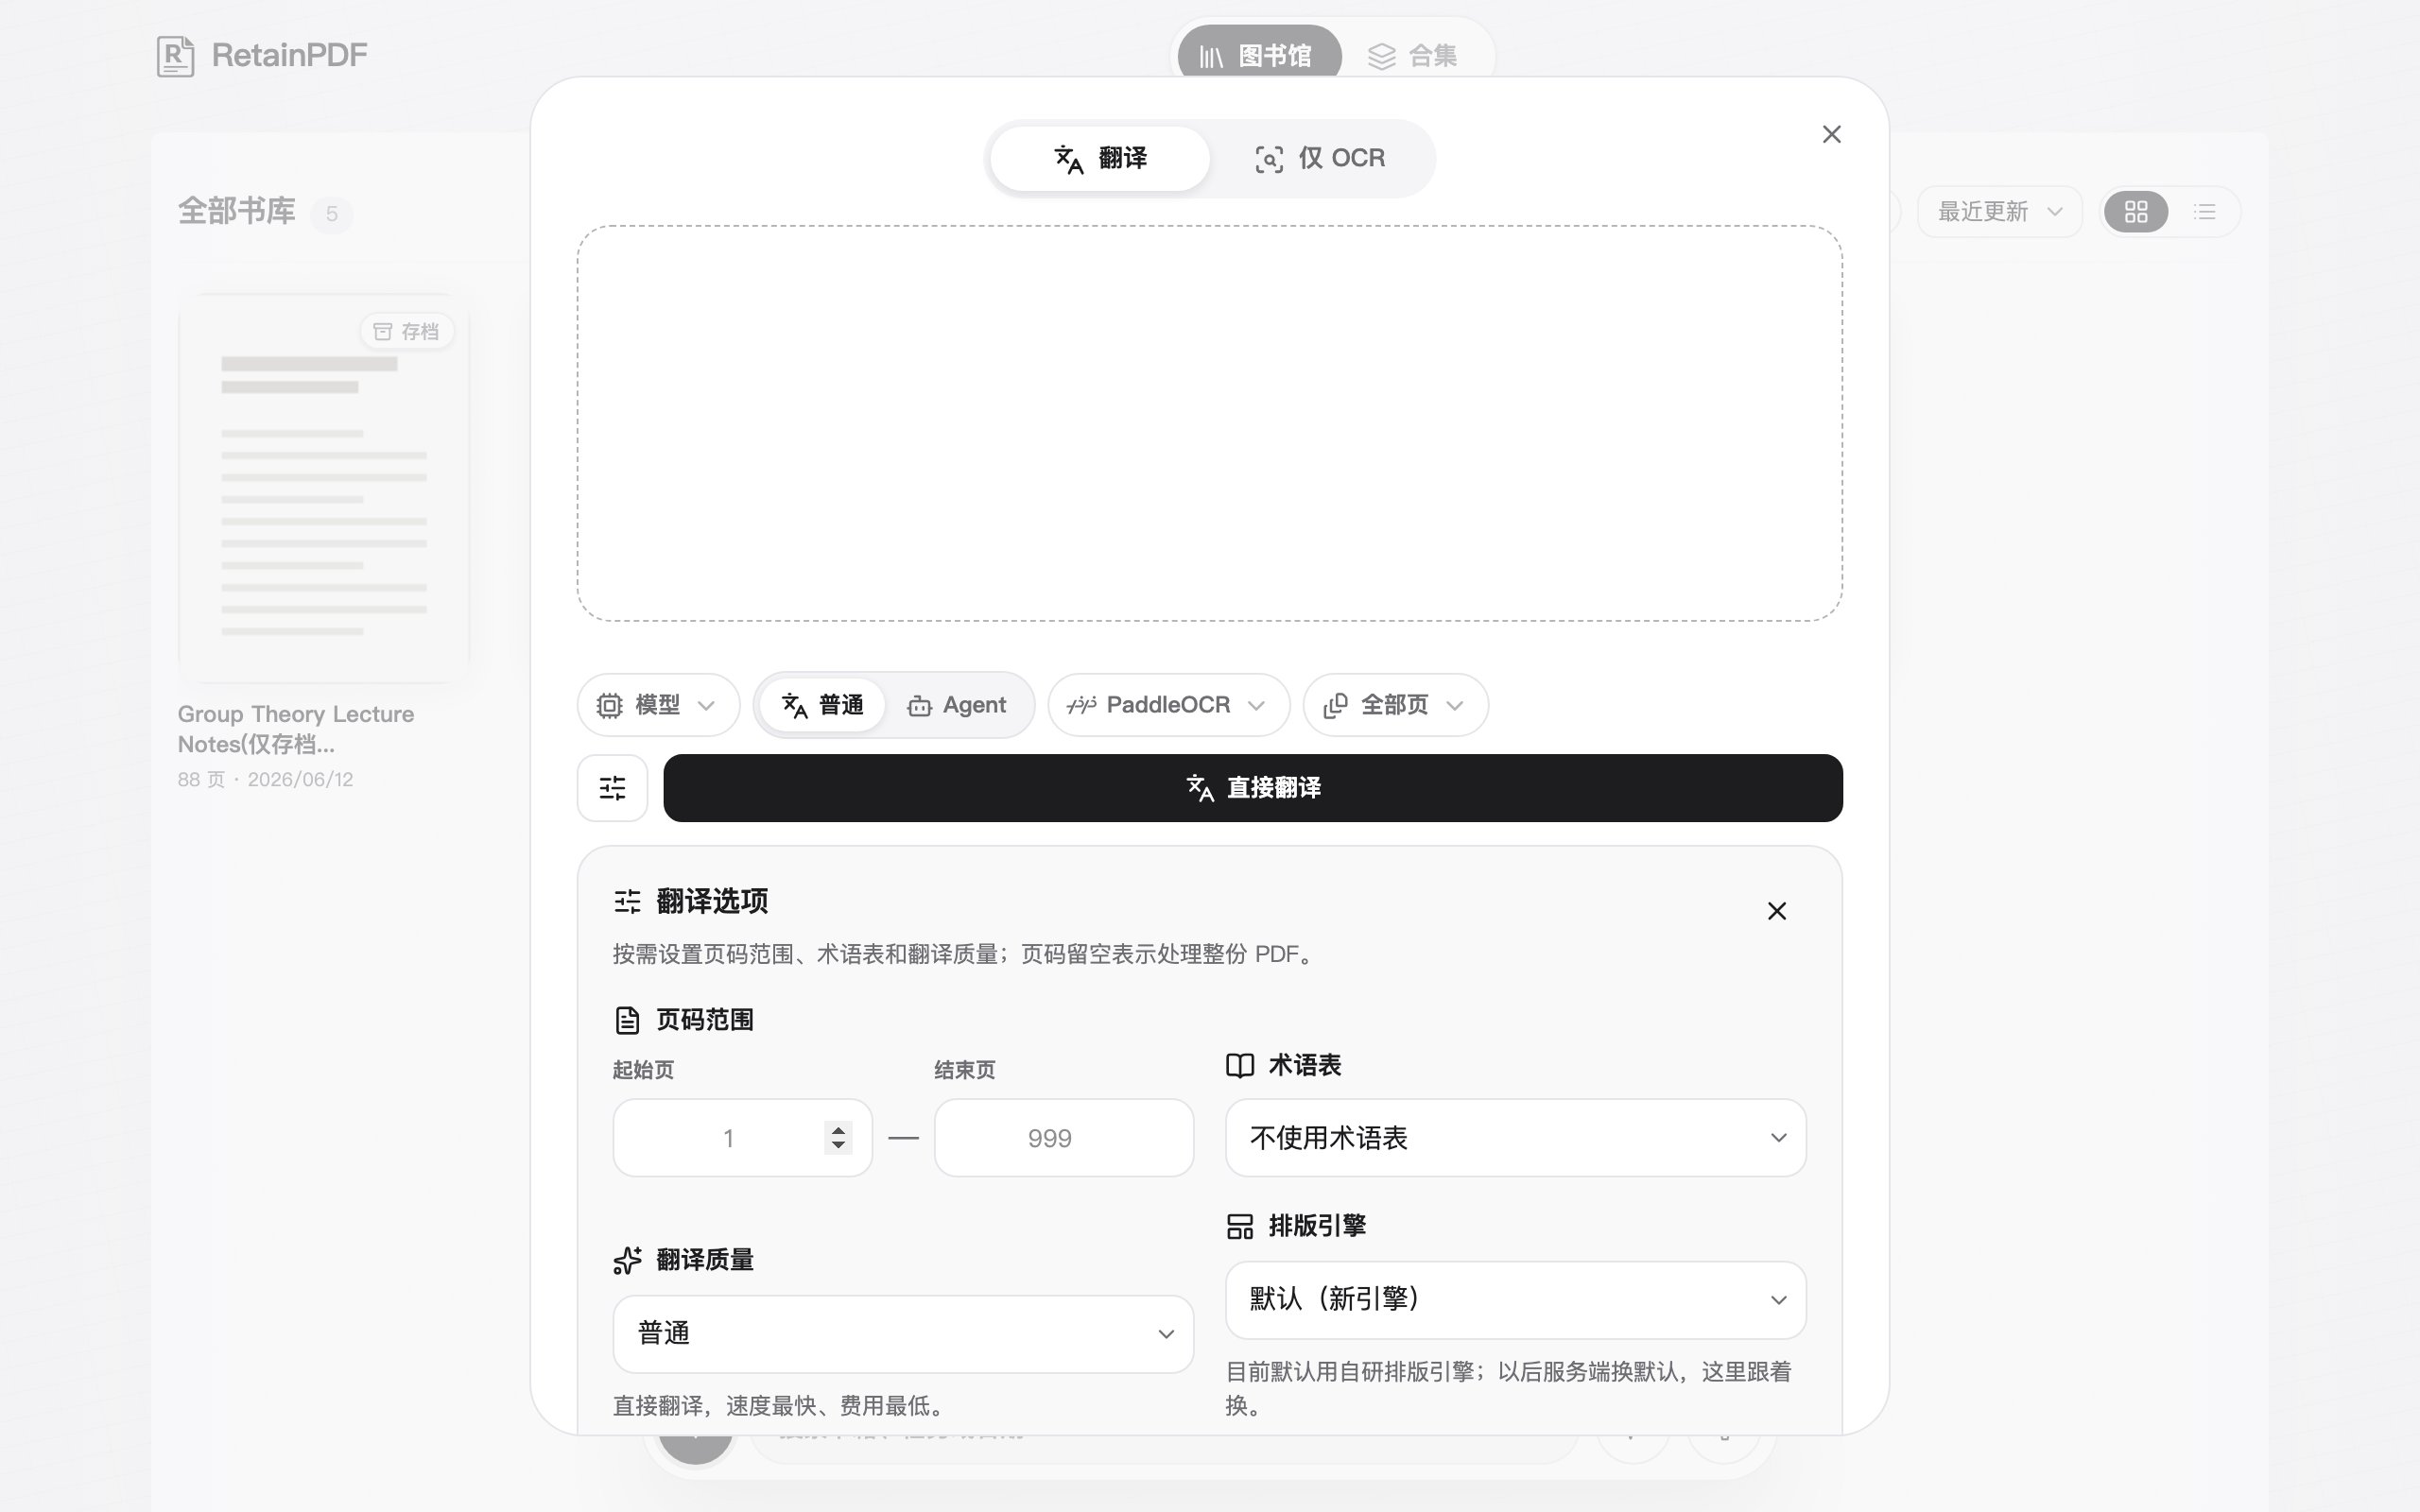 RetainPDF
图书馆
合集
翻译
仅 OCR
全部书库 5
最近更新
存档
Group Theory Lecture
Notes(仅存档...
88 页 · 2026/06/12
模型
普通
Agent
PaddleOCR
全部页
直接翻译
翻译选项
按需设置页码范围、术语表和翻译质量；页码留空表示处理整份 PDF。
页码范围
起始页
结束页
1
—
999
术语表
不使用术语表
翻译质量
普通
直接翻译，速度最快、费用最低。
排版引擎
默认（新引擎）
目前默认用自研排版引擎；以后服务端换默认，这里跟着
换。